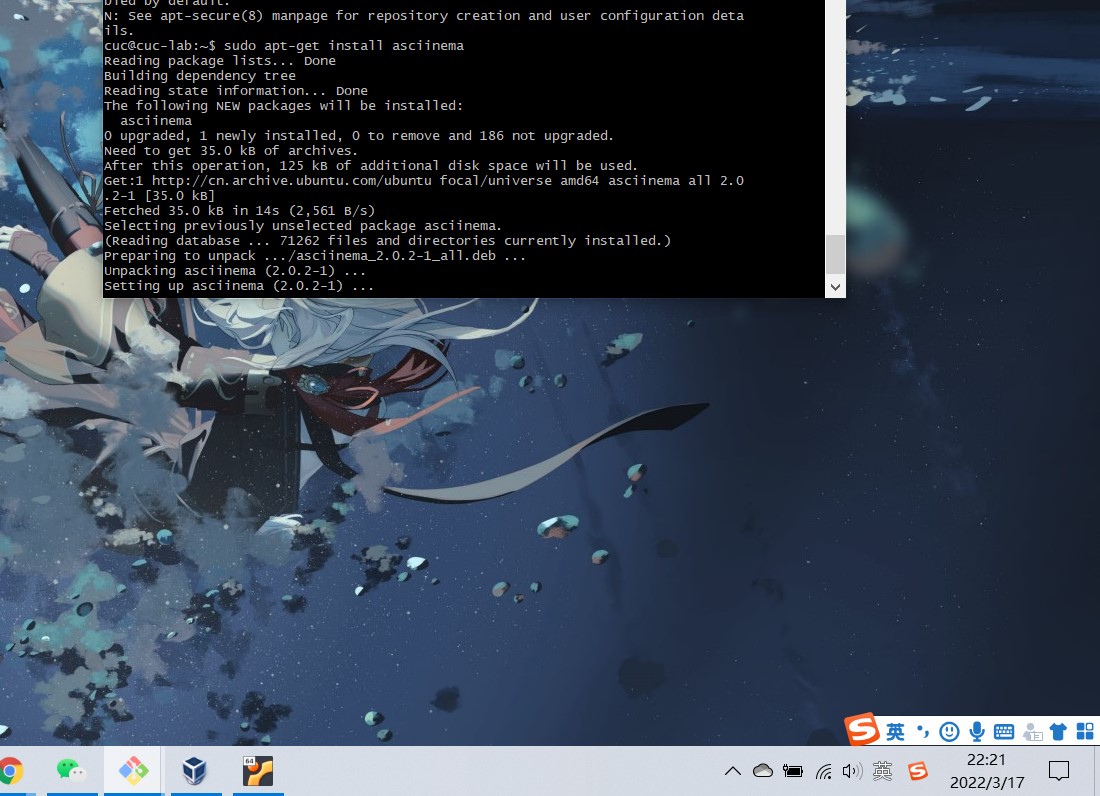 bled by default.
N: See apt-secure(8) manpage for repository creation and user configuration deta
ils.
cuc@cuc-lab:~$ sudo apt-get install asciinema
Reading package lists... Done
Building dependency tree
Reading state information... Done
The following NEW packages will be installed:
  asciinema
0 upgraded, 1 newly installed, 0 to remove and 186 not upgraded.
Need to get 35.0 kB of archives.
After this operation, 125 kB of additional disk space will be used.
Get:1 http://cn.archive.ubuntu.com/ubuntu focal/universe amd64 asciinema all 2.0
.2-1 [35.0 kB]
Fetched 35.0 kB in 14s (2,561 B/s)
Selecting previously unselected package asciinema.
(Reading database ... 71262 files and directories currently installed.)
Preparing to unpack .../asciinema_2.0.2-1_all.deb ...
Unpacking asciinema (2.0.2-1) ...
Setting up asciinema (2.0.2-1) ...
S 英
64
英 S 22:21
2022/3/17